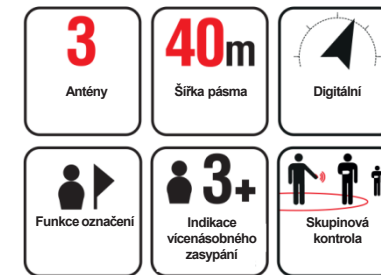 3
Antény
40m
Šířka pásma
Digitální
Funkce označení
3+
Indikace
vícenásobného
zasypání
Skupinová
kontrola